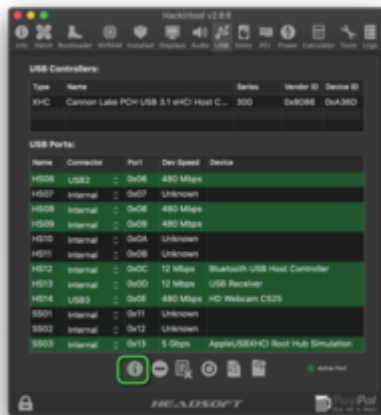 Hackintool v2.8.6
Info Patch Bootloader NVRAM Installed Displays Audio USB Disks PCI Power Calculator Tools Logs
USB Controllers:
Type Name Series Vendor ID Device ID
XHC Cannon Lake PCH USB 3.1 xHCI Host C... 300 0x8086 0xA36D
USB Ports:
Name Connector Port Dev Speed Device
HS06 USB2 0x06 480 Mbps
HS07 Internal 0x07 Unknown
HS08 Internal 0x08 480 Mbps
HS09 Internal 0x09 480 Mbps
HS10 Internal 0x0A Unknown
HS11 Internal 0x0B Unknown
HS12 Internal 0x0C 12 Mbps Bluetooth USB Host Controller
HS13 Internal 0x0D 12 Mbps USB Receiver
HS14 USB3 0x0E 480 Mbps HD Webcam C525
SS01 Internal 0x11 Unknown
SS02 Internal 0x12 Unknown
SS03 Internal 0x13 5 Gbps AppleUSBXHCI Root Hub Simulation
Active Port
HEADSOFT
PayPal